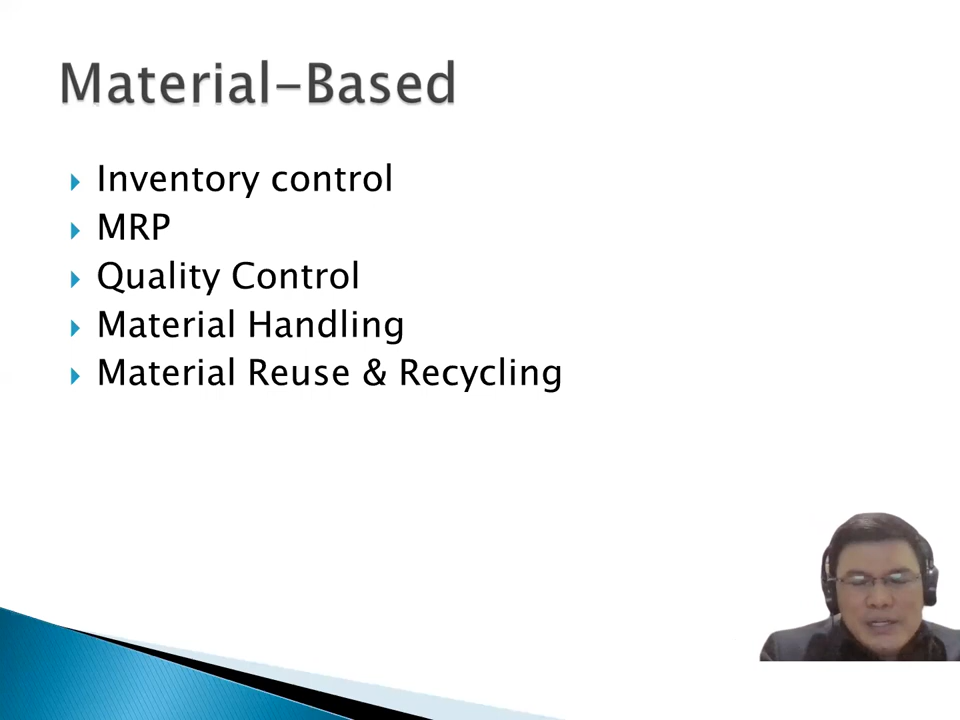 Material-Based
Inventory control
MRP
Quality Control
Material Handling
Material Reuse & Recycling